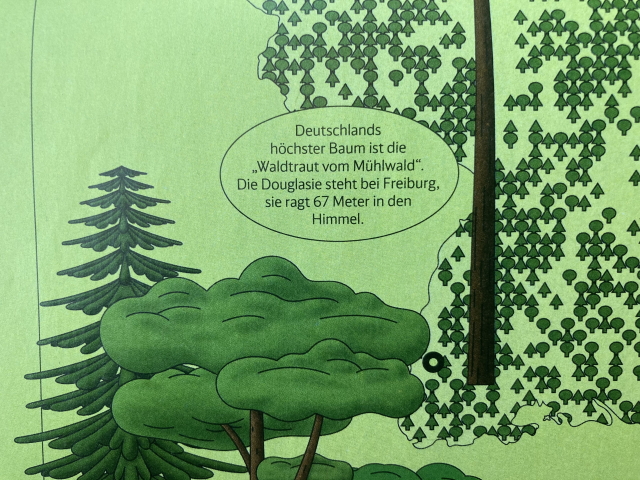 Deutschlands
höchster Baum ist die
„Waldtraut vom Mühlwald“.
Die Douglasie steht bei Freiburg,
sie ragt 67 Meter in den
Himmel.